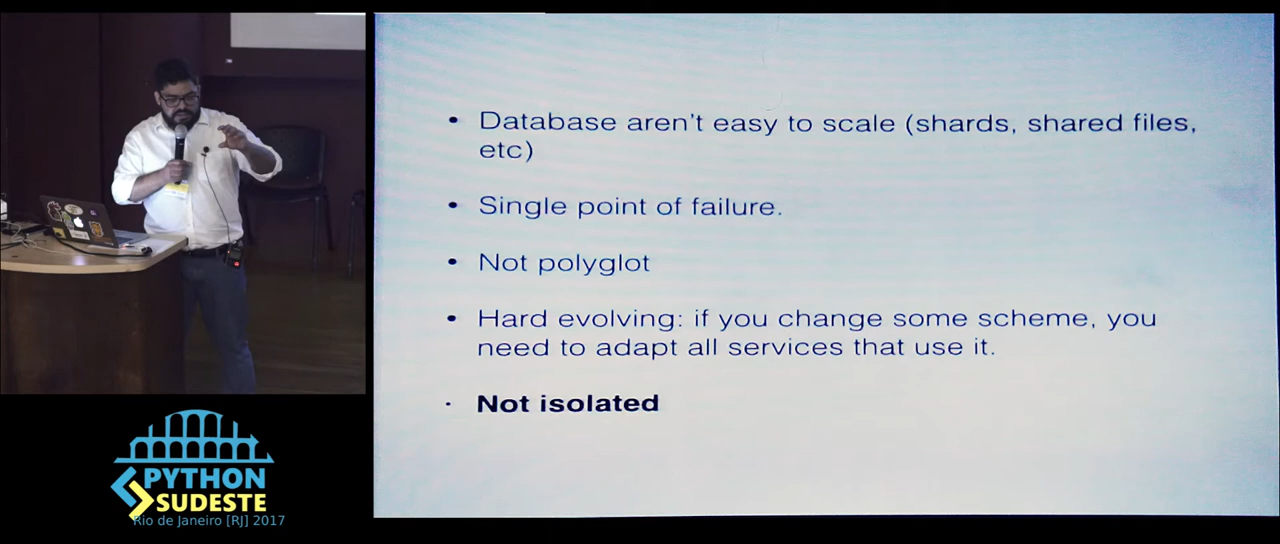 Database aren't easy to scale (shards, shared files,
etc)
Single point of failure.
Not polyglot
Hard evolving: if you change some scheme, you
need to adapt all services that use it.
Not isolated
PYTHON
SUDESTE
Rio de Janeiro [RJ] 2017